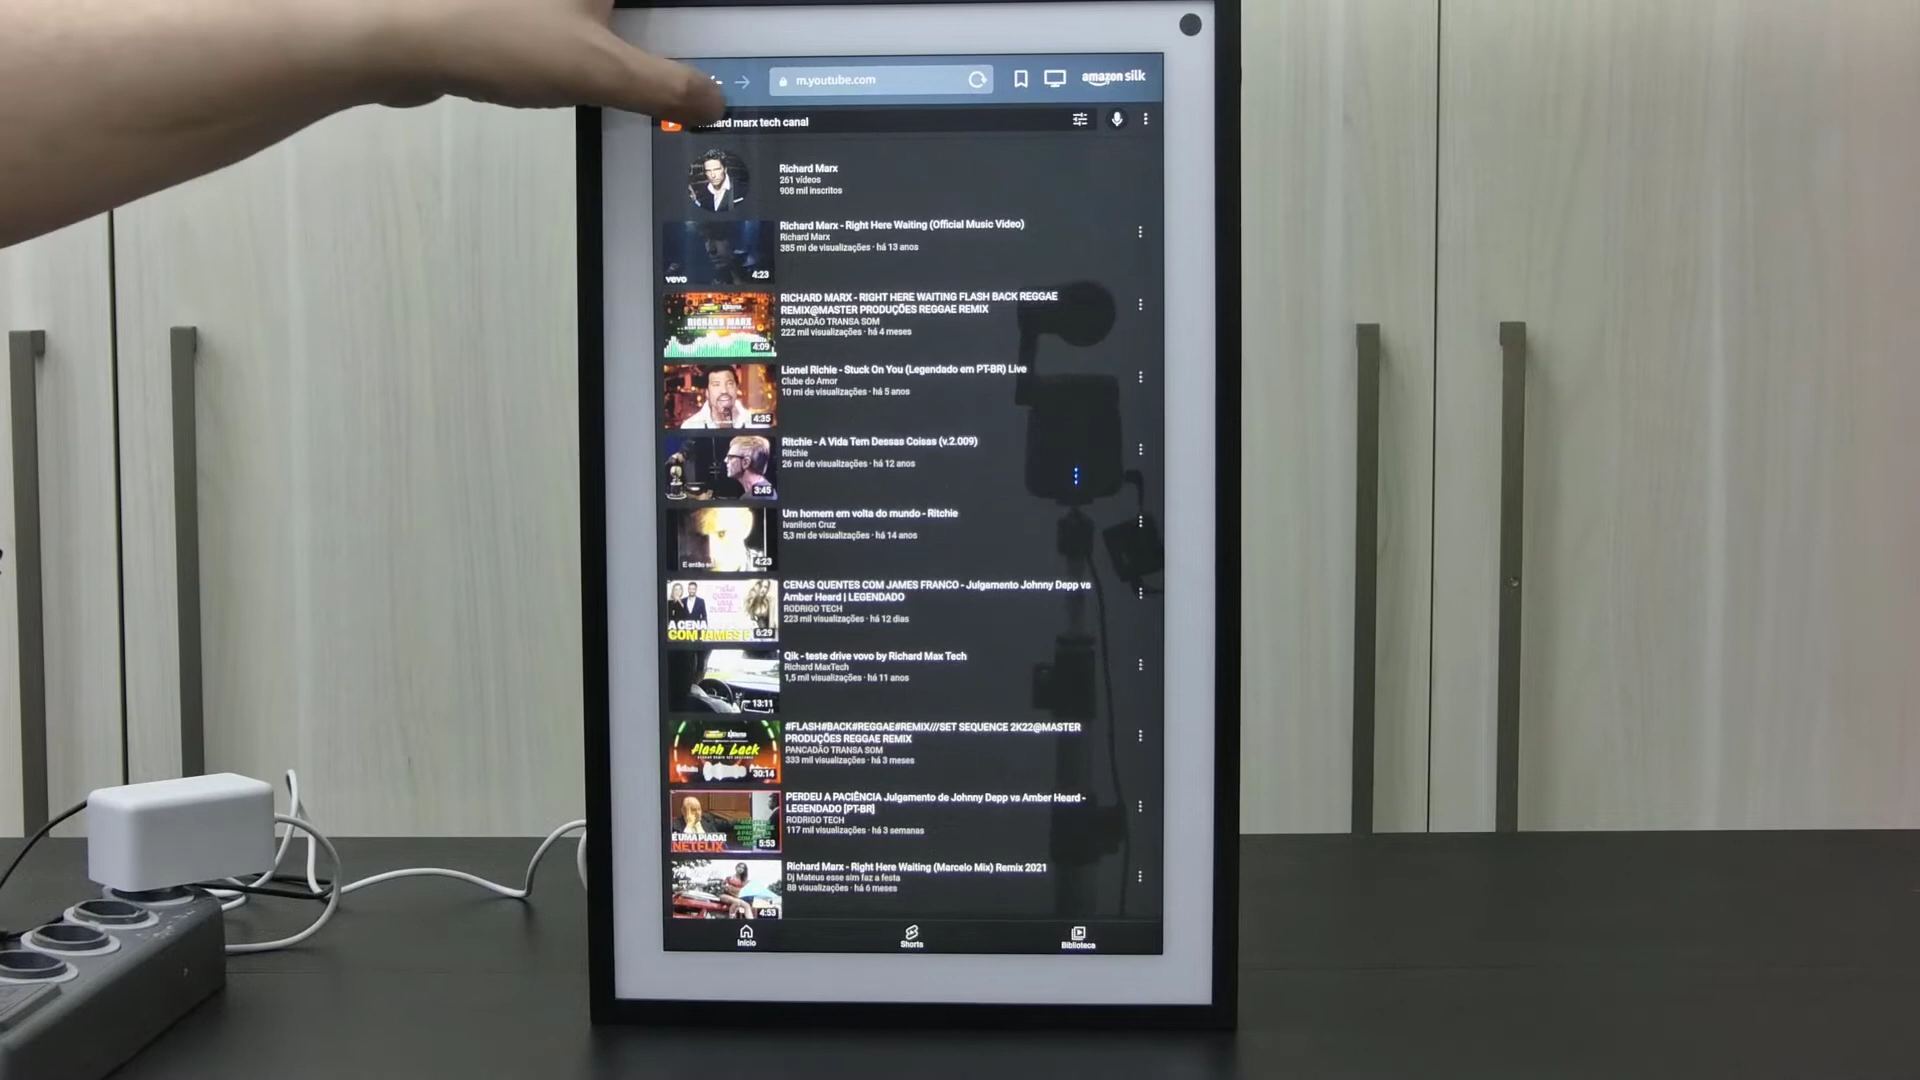 m.youtube.com
amazon silk
marx tech canal
Richard Marx
261 vídeos
908 mil inscritos
Richard Marx - Right Here Waiting (Official Music Video)
Richard Marx
385 mi de visualizações · há 13 anos
vevo
4:23
RICHARD MARX - RIGHT HERE WAITING FLASH BACK REGGAE
REMIX@MASTER PRODUÇÕES REGGAE REMIX
PANCADÃO TRANSA SOM
222 mil visualizações · há 4 meses
RICHARD MARX
4:09
Lionel Richie - Stuck On You (Legendado em PT-BR) Live
Clube do Amor
10 mi de visualizações · há 5 anos
4:35
Ritchie - A Vida Tem Dessas Coisas (v.2.009)
Ritchie
26 mi de visualizações · há 12 anos
3:45
Um homem em volta do mundo - Ritchie
Ivanilson Cruz
5,3 mi de visualizações · há 14 anos
E então
4:23
CENAS QUENTES COM JAMES FRANCO - Julgamento Johnny Depp vs
Amber Heard | LEGENDADO
RODRIGO TECH
223 mil visualizações · há 12 dias
A CENA
COM JAMES
6:29
Qik - teste drive vovo by Richard Max Tech
Richard MaxTech
1,5 mil visualizações · há 11 anos
13:11
#FLASH#BACK#REGGAE#REMIX///SET SEQUENCE 2K22@MASTER
PRODUÇÕES REGGAE REMIX
PANCADÃO TRANSA SOM
333 mil visualizações · há 3 meses
flash back
30:14
PERDEU A PACIÊNCIA Julgamento de Johnny Depp vs Amber Heard -
LEGENDADO [PT-BR]
RODRIGO TECH
117 mil visualizações · há 3 semanas
É UMA PIADA!
NETFLIX
5:53
Richard Marx - Right Here Waiting (Marcelo Mix) Remix 2021
Dj Mateus esse sim faz a festa
88 visualizações · há 6 meses
4:53
Início
Shorts
Biblioteca